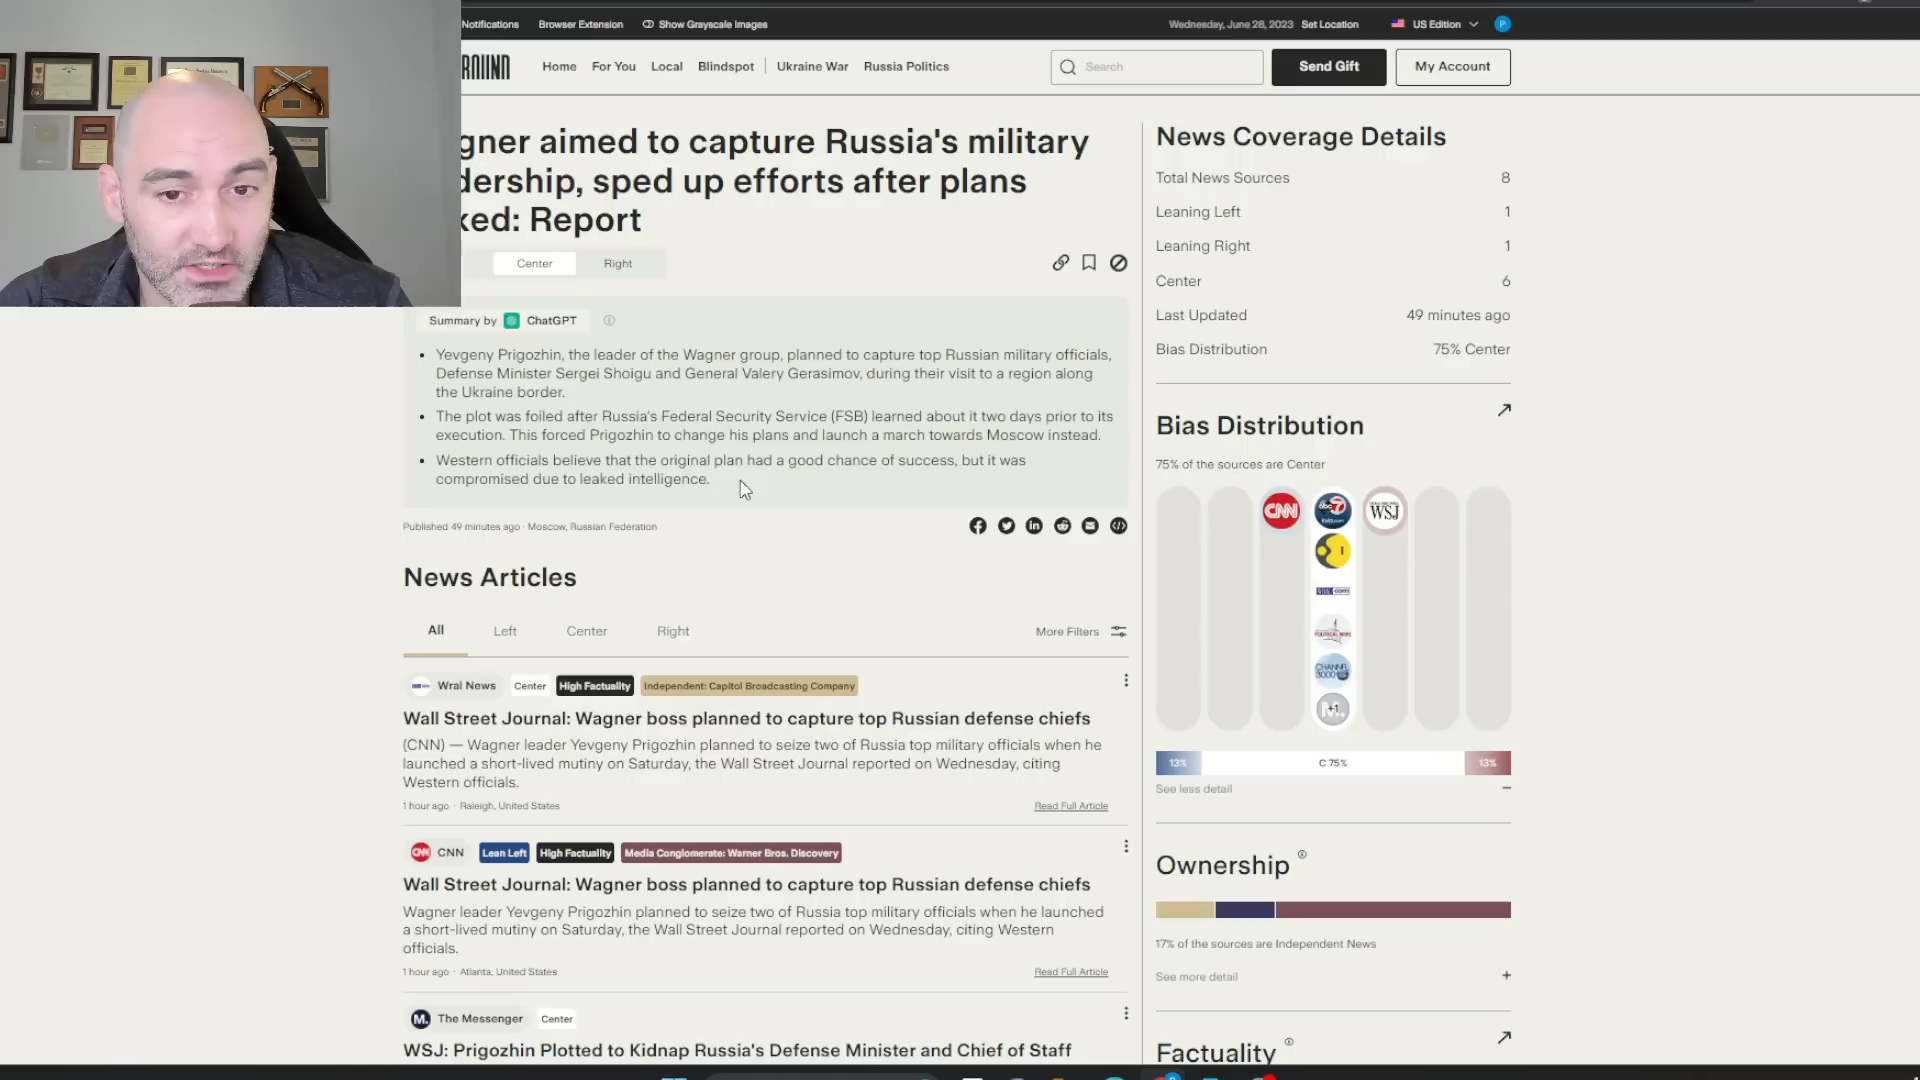 Notifications Browser Extension Show Grayscale Images Wednesday, June 28, 2023 Set Location US Edition P
Home For You Local Blindspot Ukraine War Russia Politics Search Send Gift My Account
gner aimed to capture Russia's military
dership, sped up efforts after plans
ked: Report
Center Right
Summary by ChatGPT
• Yevgeny Prigozhin, the leader of the Wagner group, planned to capture top Russian military officials,
Defense Minister Sergei Shoigu and General Valery Gerasimov, during their visit to a region along
the Ukraine border.
• The plot was foiled after Russia's Federal Security Service (FSB) learned about it two days prior to its
execution. This forced Prigozhin to change his plans and launch a march towards Moscow instead.
• Western officials believe that the original plan had a good chance of success, but it was
compromised due to leaked intelligence.
Published 49 minutes ago · Moscow, Russian Federation
News Articles
All Left Center Right More Filters
Wral News Center High Factuality Independent: Capitol Broadcasting Company
Wall Street Journal: Wagner boss planned to capture top Russian defense chiefs
(CNN) — Wagner leader Yevgeny Prigozhin planned to seize two of Russia top military officials when he
launched a short-lived mutiny on Saturday, the Wall Street Journal reported on Wednesday, citing
Western officials.
1 hour ago · Raleigh, United States Read Full Article
CNN CNN Lean Left High Factuality Media Conglomerate: Warner Bros. Discovery
Wall Street Journal: Wagner boss planned to capture top Russian defense chiefs
Wagner leader Yevgeny Prigozhin planned to seize two of Russia top military officials when he launched
a short-lived mutiny on Saturday, the Wall Street Journal reported on Wednesday, citing Western
officials.
1 hour ago · Atlanta, United States Read Full Article
M. The Messenger Center
WSJ: Prigozhin Plotted to Kidnap Russia's Defense Minister and Chief of Staff
News Coverage Details
Total News Sources 8
Leaning Left 1
Leaning Right 1
Center 6
Last Updated 49 minutes ago
Bias Distribution 75% Center
Bias Distribution
75% of the sources are Center
CNN abc 7 WSJ
POLITICAL WIRE
CHANNEL 3000
+1
13% C 75% 13%
See less detail
Ownership
17% of the sources are Independent News
See more detail
Factuality